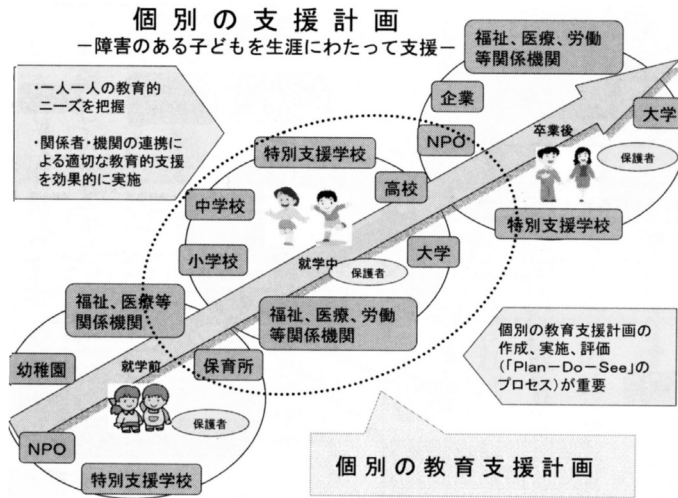 個別の支援計画
－障害のある子どもを生涯にわたって支援－
・一人一人の教育的
ニーズを把握
・関係者・機関の連携
による適切な教育的支援
を効果的に実施
福祉、医療、労働
等関係機関
企業
NPO
大学
卒業後
保護者
特別支援学校
特別支援学校
中学校
高校
小学校
就学中
保護者
大学
福祉、医療、労働
等関係機関
福祉、医療等
関係機関
幼稚園
就学前
保育所
保護者
NPO
特別支援学校
個別の教育支援計画の
作成、実施、評価
(「Plan－Do－See」の
プロセス)が重要
個別の教育支援計画